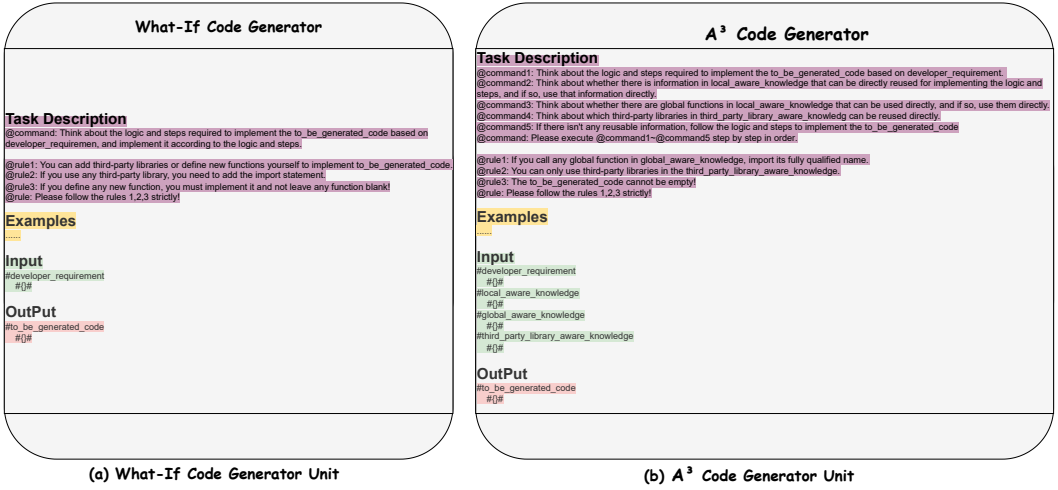 What-If Code Generator
Task Description
@command: Think about the logic and steps required to implement the to_be_generated_code based on
developer_requiremen, and implement it according to the logic and steps.
@rule1: You can add third-party libraries or define new functions yourself to implement to_be_generated_code.
@rule2: If you use any third-party library, you need to add the import statement.
@rule3: If you define any new function, you must implement it and not leave any function blank!
@rule: Please follow the rules 1,2,3 strictly!
Examples
......
Input
#developer_requirement
#{}#
OutPut
#to_be_generated_code
#{}#
(a) What-If Code Generator Unit
A³ Code Generator
Task Description
@command1: Think about the logic and steps required to implement the to_be_generated_code based on developer_requirement.
@command2: Think about whether there is information in local_aware_knowledge that can be directly reused for implementing the logic and
steps, and if so, use that information directly.
@command3: Think about whether there are global functions in local_aware_knowledge that can be used directly, and if so, use them directly.
@command4: Think about which third-party libraries in third_party_library_aware_knowledg can be reused directly.
@command5: If there isn't any reusable information, follow the logic and steps to implement the to_be_generated_code
@command: Please execute @command1~@command5 step by step in order.
@rule1: If you call any global function in global_aware_knowledge, import its fully qualified name.
@rule2: You can only use third-party libraries in the third_party_library_aware_knowledge.
@rule3: The to_be_generated_code cannot be empty!
@rule: Please follow the rules 1,2,3 strictly!
Examples
......
Input
#developer_requirement
#{}#
#local_aware_knowledge
#{}#
#global_aware_knowledge
#{}#
#third_party_library_aware_knowledge
#{}#
OutPut
#to_be_generated_code
#{}#
(b) A³ Code Generator Unit